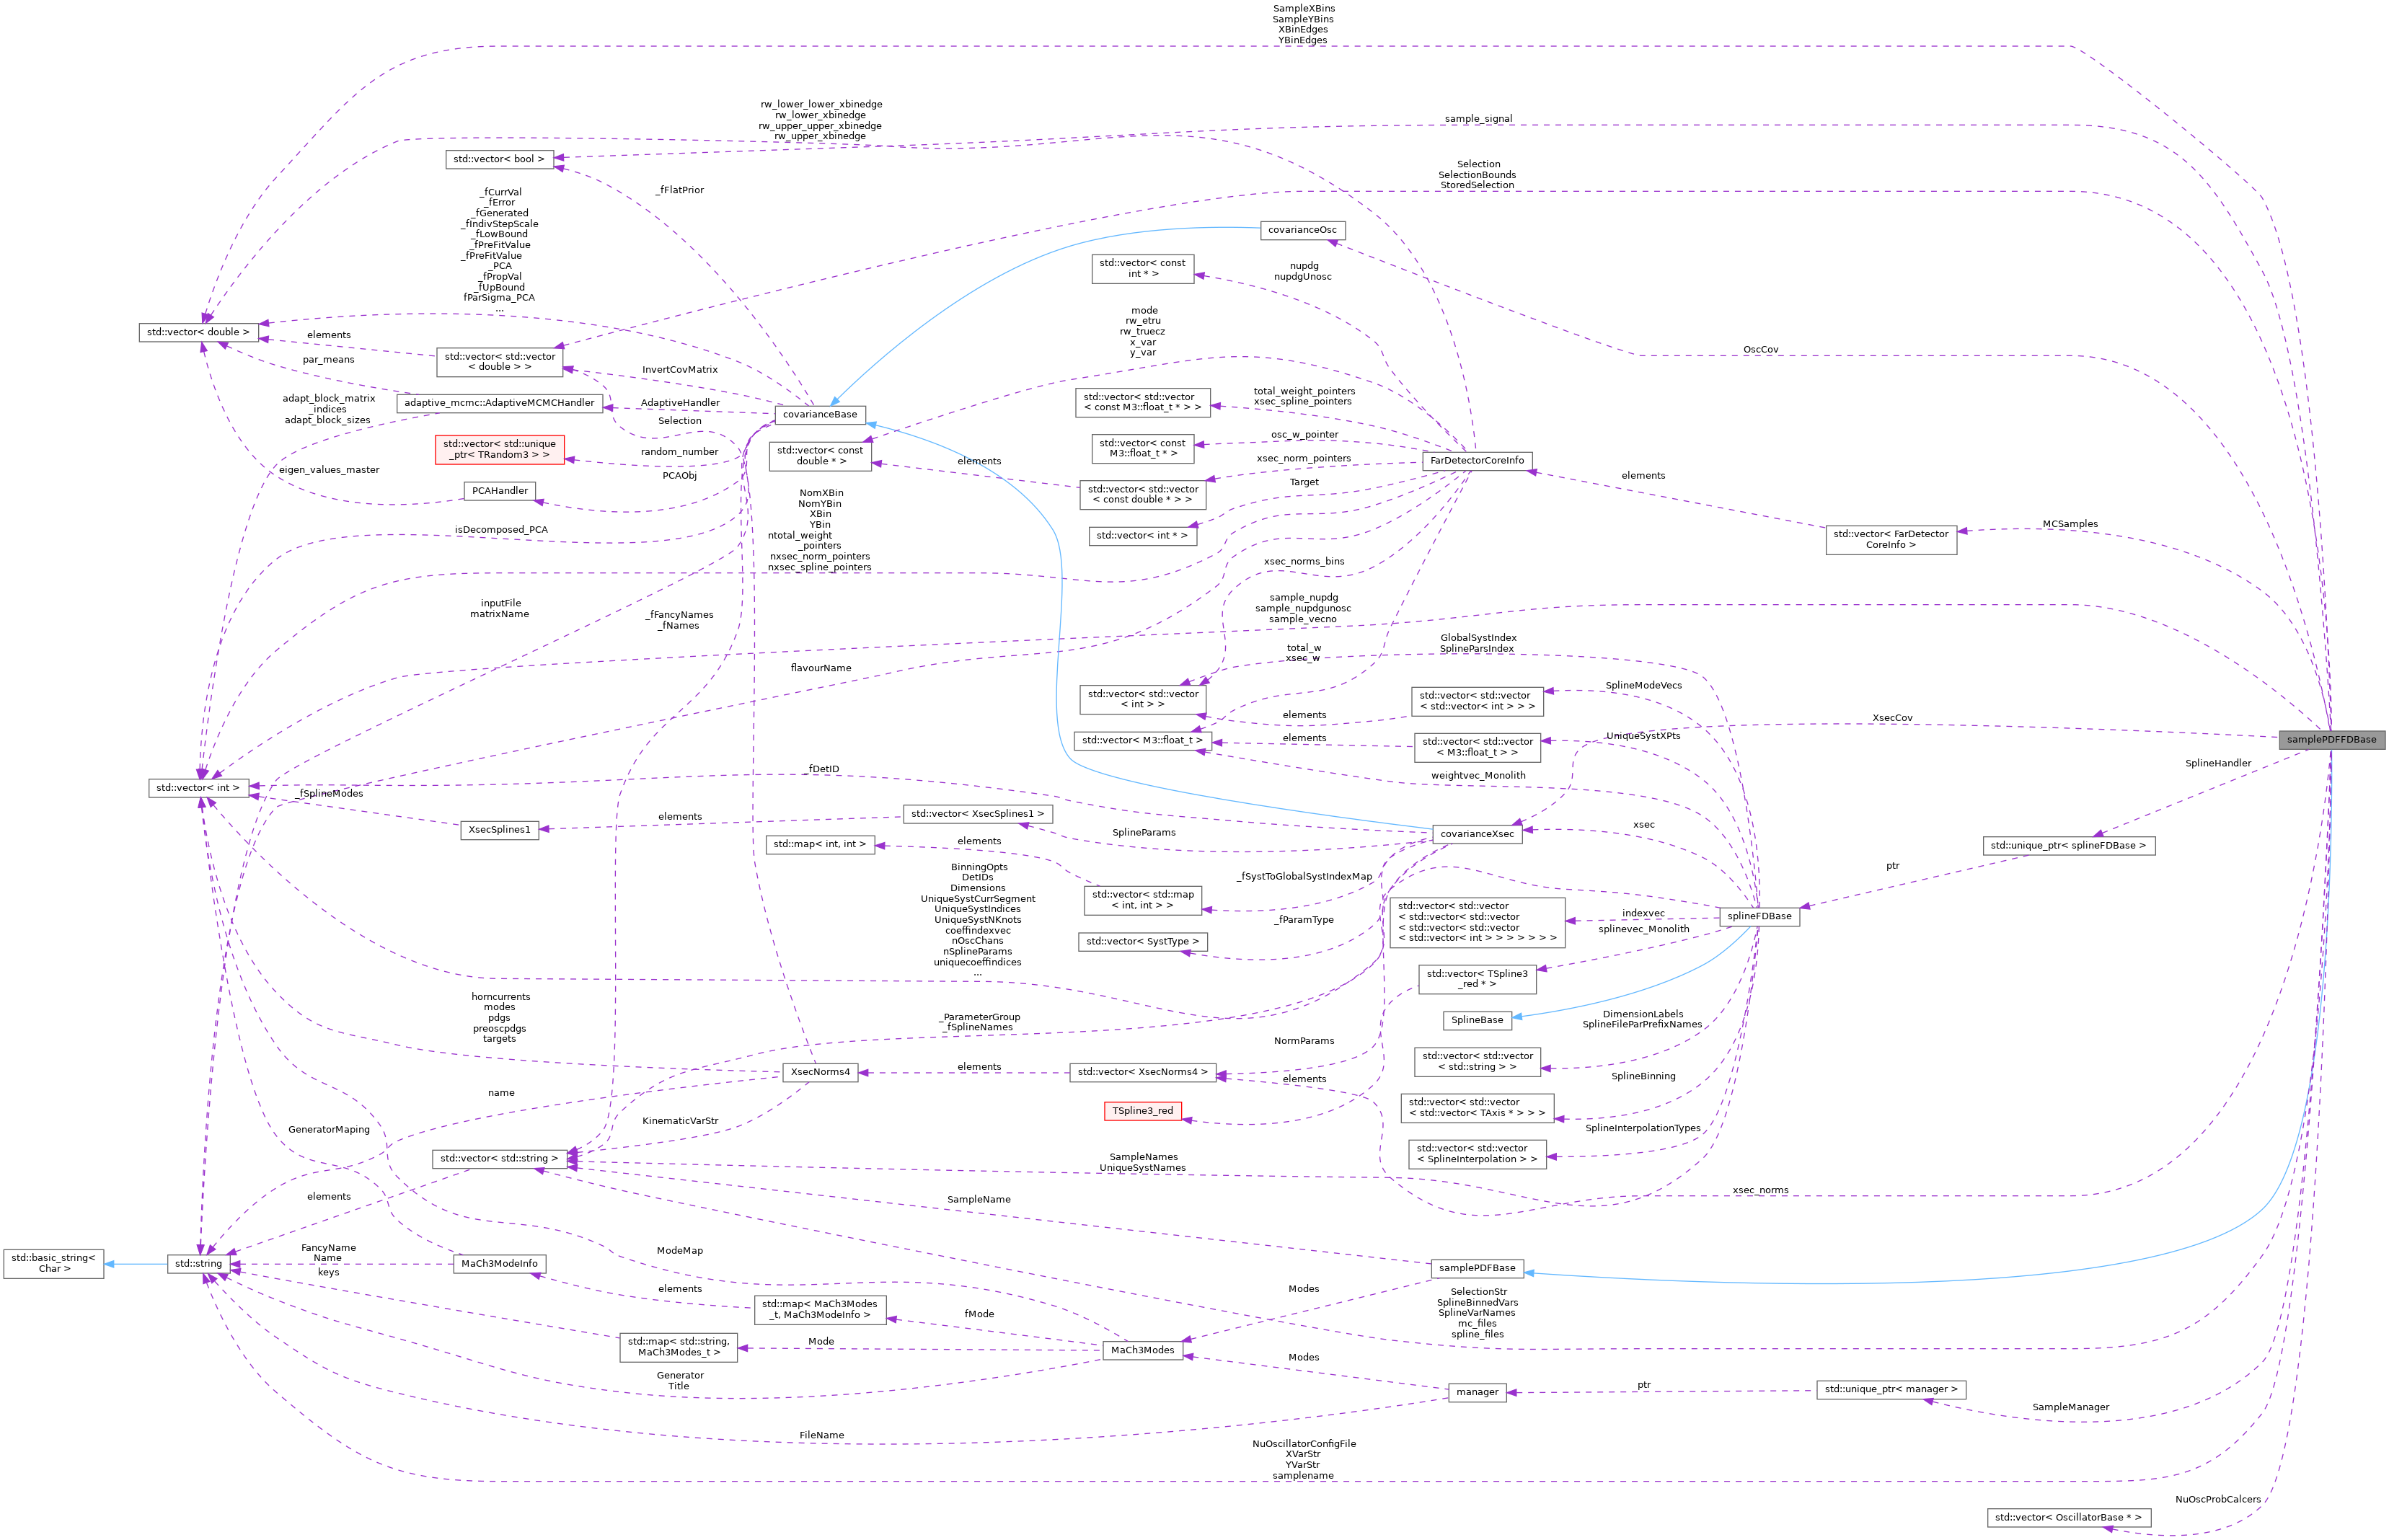 SampleXBins
SampleYBins
XBinEdges
YBinEdges
rw_lower_lower_xbinedge
rw_lower_xbinedge
rw_upper_upper_xbinedge
rw_upper_xbinedge
sample_signal
std::vector< bool >
_fFlatPrior
Selection
SelectionBounds
StoredSelection
_fCurrVal
_fError
_fGenerated
_fIndivStepScale
_fLowBound
_fPreFitValue
_fPreFitValue
_PCA
_fPropVal
_fUpBound
fParSigma_PCA
...
covarianceOsc
std::vector< const
int * >
nupdg
nupdgUnosc
std::vector< double >
elements
par_means
std::vector< std::vector
< double > >
InvertCovMatrix
mode
rw_etru
rw_truecz
x_var
y_var
OscCov
adapt_block_matrix
_indices
adapt_block_sizes
adaptive_mcmc::AdaptiveMCMCHandler
AdaptiveHandler
covarianceBase
Selection
std::vector< std::vector
< const M3::float_t * > >
total_weight_pointers
xsec_spline_pointers
std::vector< std::unique
_ptr< TRandom3 > >
random_number
std::vector< const
double * >
std::vector< const
M3::float_t * >
osc_w_pointer
elements
xsec_norm_pointers
FarDetectorCoreInfo
eigen_values_master
PCAHandler
PCAObj
std::vector< std::vector
< const double * > >
Target
elements
NomXBin
NomYBin
XBin
YBin
ntotal_weight
_pointers
nxsec_norm_pointers
nxsec_spline_pointers
isDecomposed_PCA
std::vector< int * >
std::vector< FarDetector
CoreInfo >
MCSamples
xsec_norms_bins
inputFile
matrixName
_fFancyNames
_fNames
sample_nupdg
sample_nupdgunosc
sample_vecno
flavourName
total_w
xsec_w
GlobalSystIndex
SplineParsIndex
std::vector< std::vector
< int > >
elements
std::vector< std::vector
< std::vector< int > > >
SplineModeVecs
XsecCov
std::vector< M3::float_t >
elements
std::vector< std::vector
< M3::float_t > >
UniqueSystXPts
samplePDFFDBase
SplineHandler
weightvec_Monolith
std::vector< int >
_fSplineModes
_fDetID
XsecSplines1
elements
std::vector< XsecSplines1 >
SplineParams
covarianceXsec
xsec
std::map< int, int >
elements
std::unique_ptr< splineFDBase >
ptr
BinningOpts
DetIDs
Dimensions
UniqueSystCurrSegment
UniqueSystIndices
UniqueSystNKnots
coeffindexvec
nOscChans
nSplineParams
uniquecoeffindices
...
std::vector< std::map
< int, int > >
_fSystToGlobalSystIndexMap
std::vector< SystType >
_fParamType
std::vector< std::vector
< std::vector< std::vector
< std::vector< std::vector
< std::vector< int > > > > > > >
indexvec
splinevec_Monolith
splineFDBase
std::vector< TSpline3
_red * >
horncurrents
modes
pdgs
preoscpdgs
targets
_ParameterGroup
_fSplineNames
SplineBase
DimensionLabels
SplineFileParPrefixNames
NormParams
std::vector< std::vector
< std::string > >
XsecNorms4
elements
std::vector< XsecNorms4 >
elements
SplineBinning
name
TSpline3_red
std::vector< std::vector
< std::vector< TAxis * > > >
KinematicVarStr
GeneratorMaping
SplineInterpolationTypes
std::vector< std::string >
SampleNames
UniqueSystNames
std::vector< std::vector
< SplineInterpolation > >
xsec_norms
elements
SampleName
std::basic_string<
Char >
std::string
FancyName
Name
keys
MaCh3ModeInfo
ModeMap
samplePDFBase
elements
Modes
SelectionStr
SplineBinnedVars
SplineVarNames
mc_files
spline_files
std::map< MaCh3Modes
_t, MaCh3ModeInfo >
fMode
std::map< std::string,
MaCh3Modes_t >
Mode
MaCh3Modes
Modes
Generator
Title
manager
ptr
std::unique_ptr< manager >
SampleManager
FileName
NuOscillatorConfigFile
XVarStr
YVarStr
samplename
NuOscProbCalcers
std::vector< OscillatorBase * >